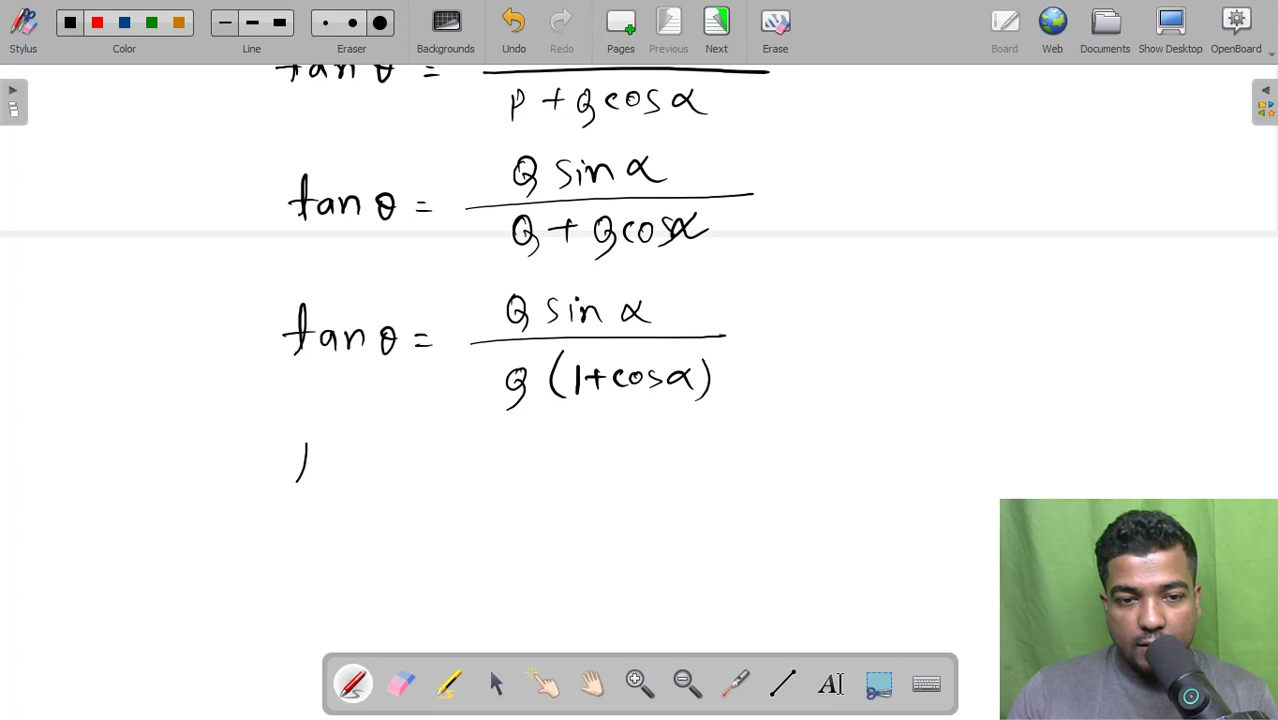 Stylus Color Line Eraser Backgrounds Undo Redo Pages Previous Next Erase Board Web Documents Show Desktop OpenBoard
tan θ =
P + Q cos α
tan θ = Q sin α
Q + Q cos α
tan θ = Q sin α
Q (1 + cos α)